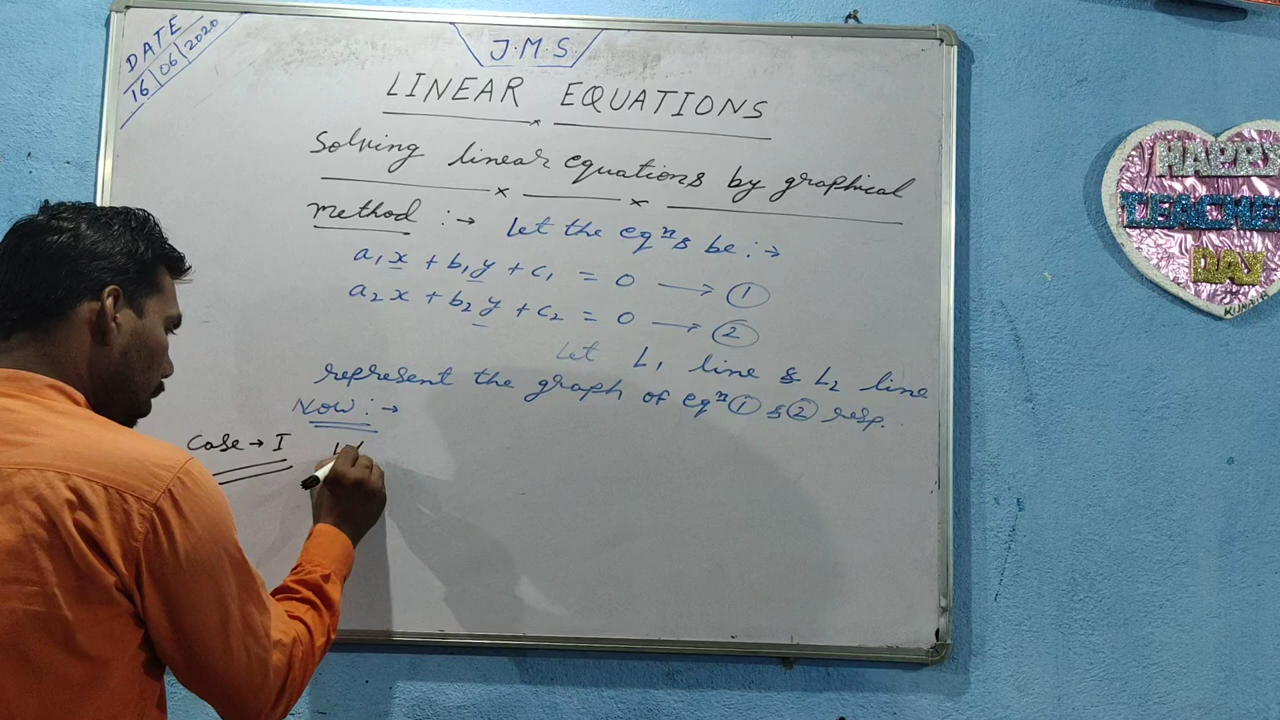 DATE
16/06/2020
J.M.S.
LINEAR EQUATIONS
Solving linear equations by graphical
method :→ Let the eqⁿs be :→
a₁x + b₁y + c₁ = 0 → ①
a₂x + b₂y + c₂ = 0 → ②
Let L₁ line & L₂ line
represent the graph of eqⁿ ① & ② resp.
Now :→
Case → I
HAPPY
TEACHE
DAY